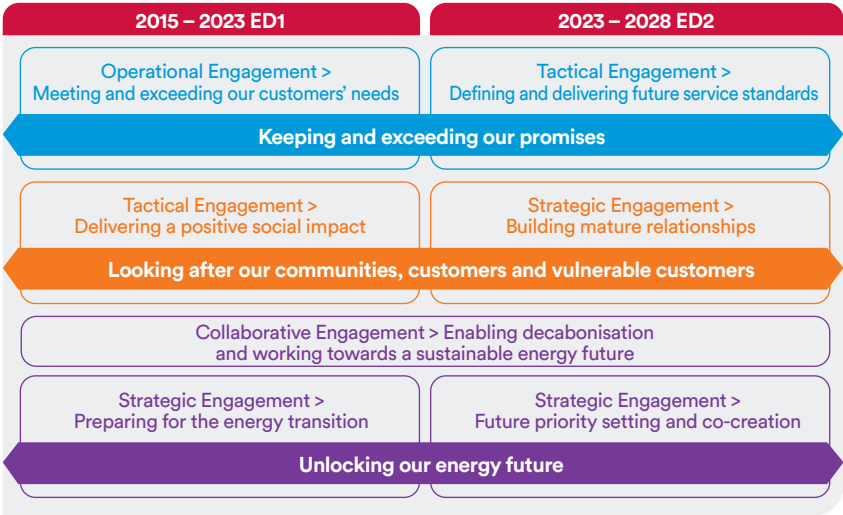 2015 – 2023 ED1
2023 – 2028 ED2
Operational Engagement >
Meeting and exceeding our customers’ needs
Tactical Engagement >
Defining and delivering future service standards
Keeping and exceeding our promises
Tactical Engagement >
Delivering a positive social impact
Strategic Engagement >
Building mature relationships
Looking after our communities, customers and vulnerable customers
Collaborative Engagement > Enabling decabonisation
and working towards a sustainable energy future
Strategic Engagement >
Preparing for the energy transition
Strategic Engagement >
Future priority setting and co-creation
Unlocking our energy future